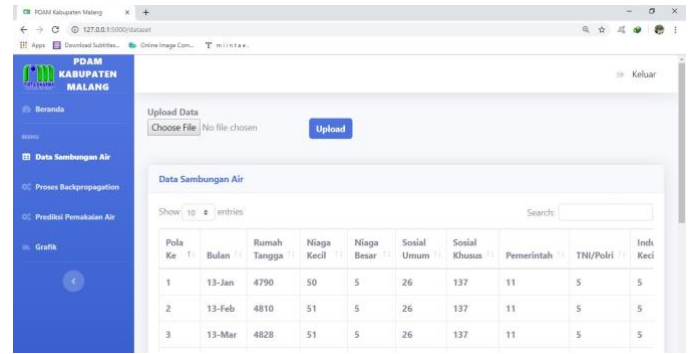 PDAM Kabupaten Malang
127.0.0.1:5000/dataset
Apps Download Subtitles... Online Image Com... T m i i n t a a .
PDAM
KABUPATEN
MALANG
Keluar
Beranda
Upload Data
Choose File No file chosen Upload
MENU
Data Sambungan Air
Data Sambungan Air
Proses Backpropagation
Show 10 entries Search:
Prediksi Pemakaian Air
Grafik
Pola Ke Bulan Rumah Tangga Niaga Kecil Niaga Besar Sosial Umum Sosial Khusus Pemerintah TNI/Polri Indu Keci
1 13-Jan 4790 50 5 26 137 11 5 5
2 13-Feb 4810 51 5 26 137 11 5 5
3 13-Mar 4828 51 5 26 137 11 5 5